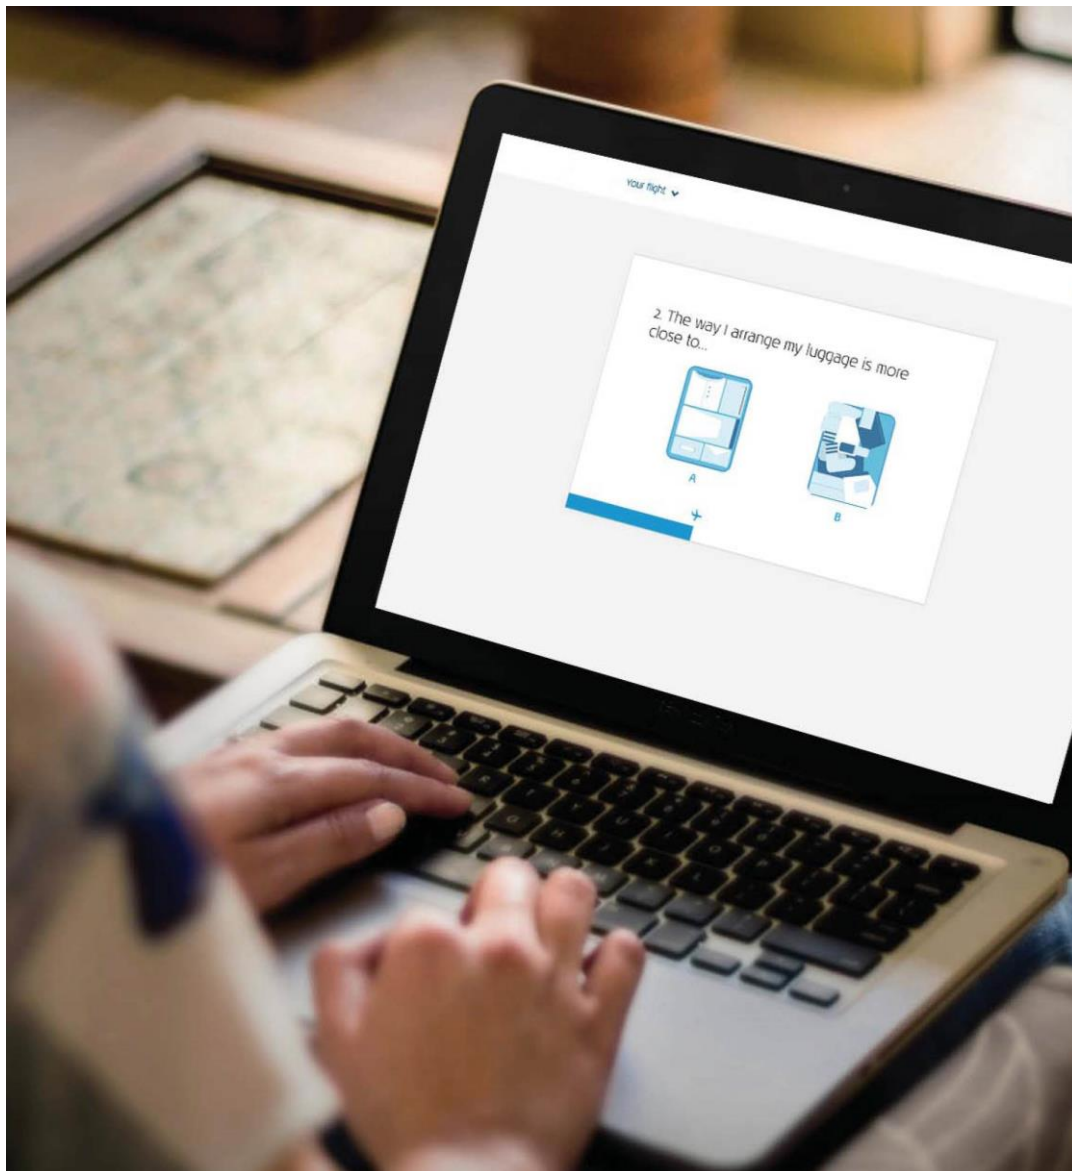 Your flight
2. The way I arrange my luggage is more
close to...
A
B